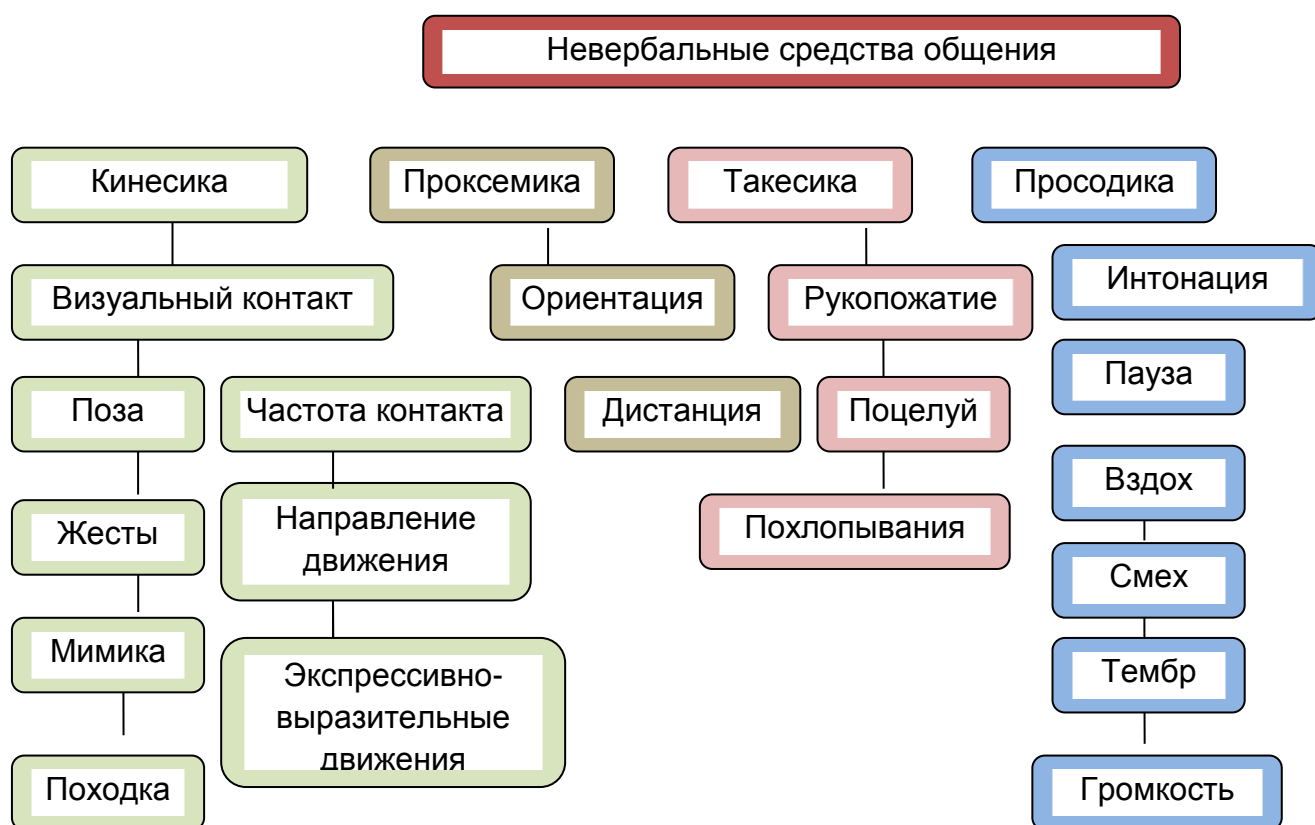 Невербальные средства общения
Кинесика
Проксемика
Такесика
Просодика
Визуальный контакт
Ориентация
Рукопожатие
Интонация
Поза
Частота контакта
Дистанция
Поцелуй
Пауза
Жесты
Направление
движения
Похлопывания
Вздох
Смех
Мимика
Экспрессивно-
выразительные
движения
Тембр
Походка
Громкость